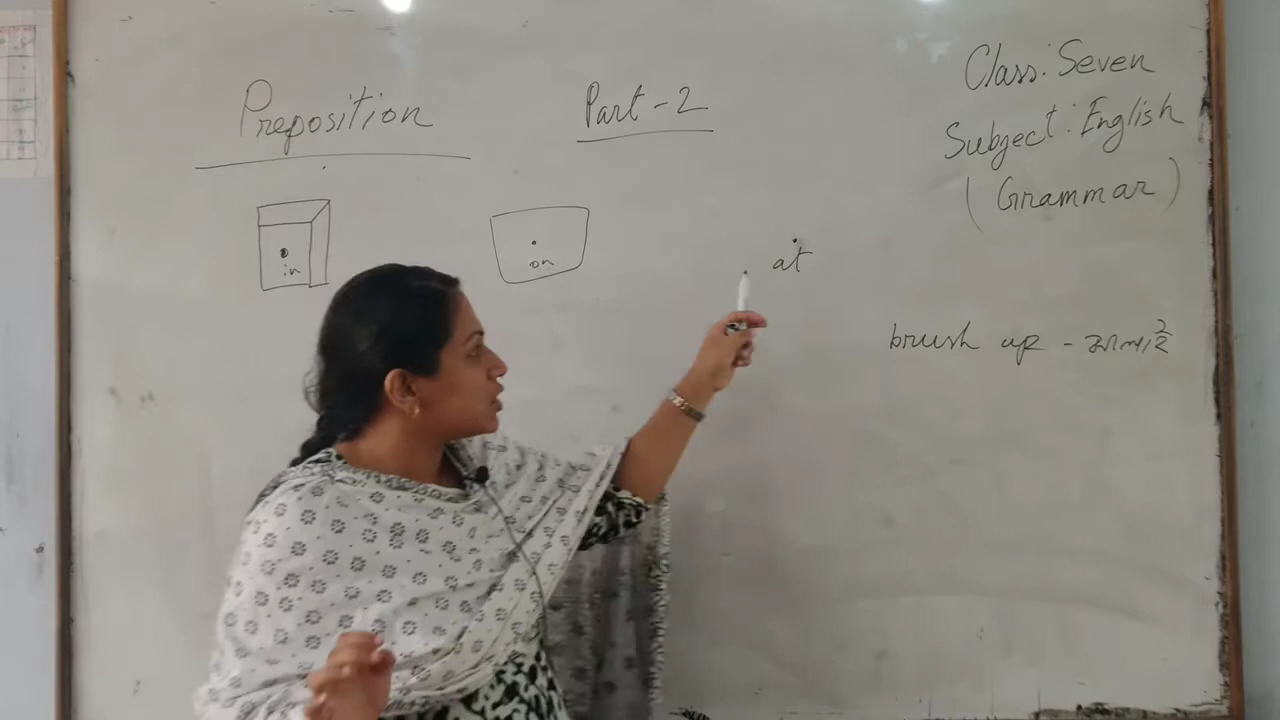 Preposition
Part - 2
Class: Seven
Subject: English
(Grammar)
in
on
at
brush up - ঝালাই